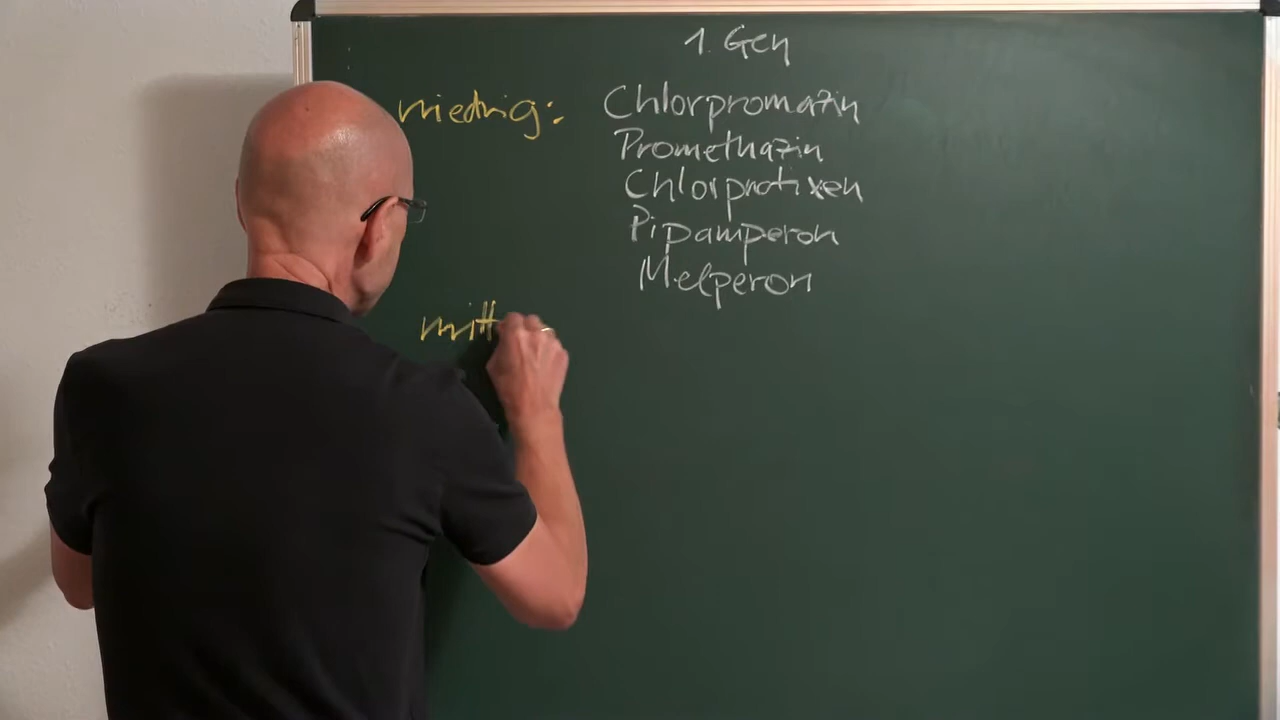 1. Gen
niedrig: Chlorpromazin
Promethazin
Chlorprotixen
Pipamperon
Melperon
mitt